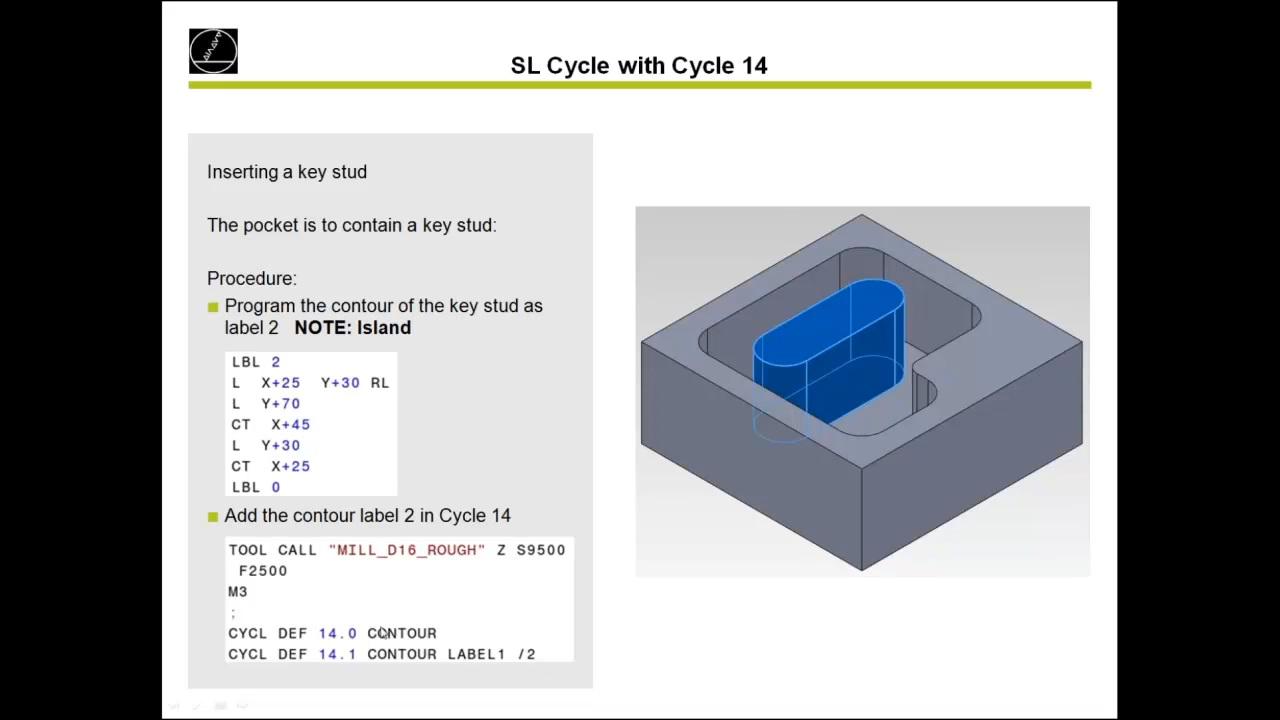 SL Cycle with Cycle 14
Inserting a key stud
The pocket is to contain a key stud:
Procedure:
Program the contour of the key stud as
label 2 NOTE: Island
LBL 2
L X+25 Y+30 RL
L Y+70
CT X+45
L Y+30
CT X+25
LBL 0
Add the contour label 2 in Cycle 14
TOOL CALL "MILL_D16_ROUGH" Z S9500
F2500
M3
;
CYCL DEF 14.0 CONTOUR
CYCL DEF 14.1 CONTOUR LABEL1 /2